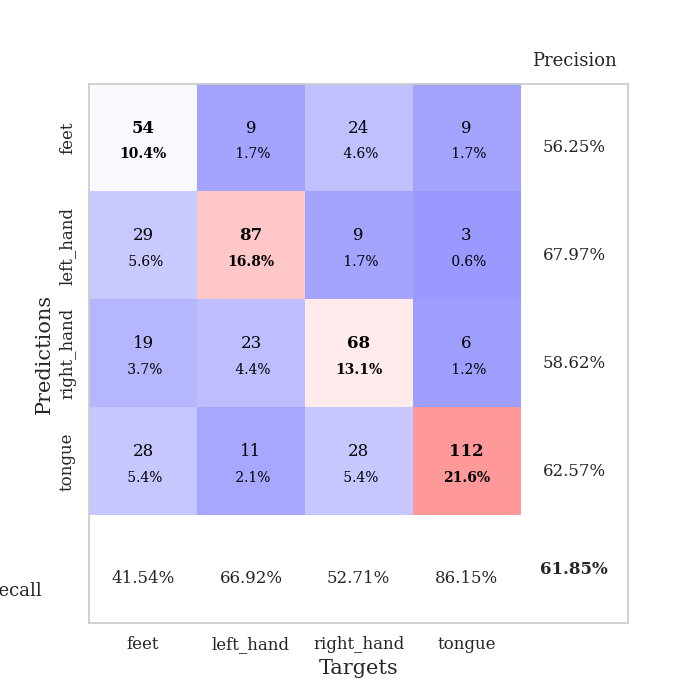 Precision
feet 54 9 24 9 56.25%
10.4% 1.7% 4.6% 1.7%
left_hand 29 87 9 3 67.97%
5.6% 16.8% 1.7% 0.6%
right_hand 19 23 68 6 58.62%
3.7% 4.4% 13.1% 1.2%
tongue 28 11 28 112 62.57%
5.4% 2.1% 5.4% 21.6%
Predictions
ecall 41.54% 66.92% 52.71% 86.15% 61.85%
feet left_hand right_hand tongue
Targets